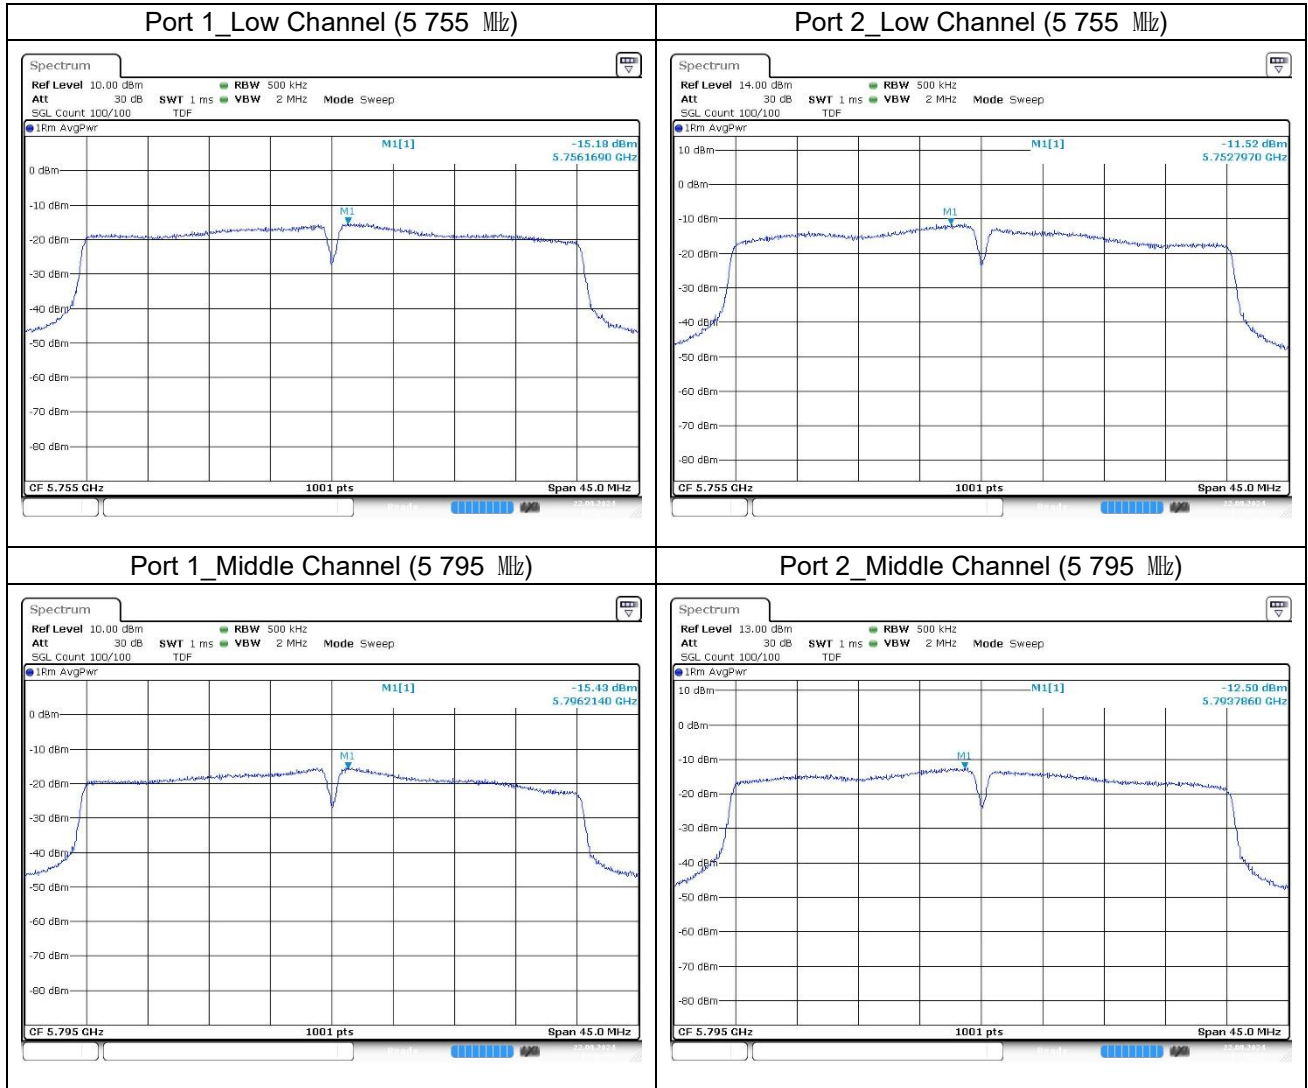 Port 1_Low Channel (5 755 ㎒)
Port 2_Low Channel (5 755 ㎒)
Spectrum
Ref Level 10.00 dBm RBW 500 kHz
Att 30 dB SWT 1 ms VBW 2 MHz Mode Sweep
SGL Count 100/100 TDF
1Rm AvgPwr
M1[1] -15.18 dBm
5.7561690 GHz
0 dBm
M1
-10 dBm
-20 dBm
-30 dBm
-40 dBm
-50 dBm
-60 dBm
-70 dBm
-80 dBm
CF 5.755 GHz 1001 pts Span 45.0 MHz
Spectrum
Ref Level 14.00 dBm RBW 500 kHz
Att 30 dB SWT 1 ms VBW 2 MHz Mode Sweep
SGL Count 100/100 TDF
1Rm AvgPwr
M1[1] -11.52 dBm
5.7527970 GHz
10 dBm
0 dBm
M1
-10 dBm
-20 dBm
-30 dBm
-40 dBm
-50 dBm
-60 dBm
-70 dBm
-80 dBm
CF 5.755 GHz 1001 pts Span 45.0 MHz
Port 1_Middle Channel (5 795 ㎒)
Port 2_Middle Channel (5 795 ㎒)
Spectrum
Ref Level 10.00 dBm RBW 500 kHz
Att 30 dB SWT 1 ms VBW 2 MHz Mode Sweep
SGL Count 100/100 TDF
1Rm AvgPwr
M1[1] -15.43 dBm
5.7962140 GHz
0 dBm
-10 dBm
M1
-20 dBm
-30 dBm
-40 dBm
-50 dBm
-60 dBm
-70 dBm
-80 dBm
CF 5.795 GHz 1001 pts Span 45.0 MHz
Spectrum
Ref Level 13.00 dBm RBW 500 kHz
Att 30 dB SWT 1 ms VBW 2 MHz Mode Sweep
SGL Count 100/100 TDF
1Rm AvgPwr
M1[1] -12.50 dBm
5.7937860 GHz
10 dBm
0 dBm
M1
-10 dBm
-20 dBm
-30 dBm
-40 dBm
-50 dBm
-60 dBm
-70 dBm
-80 dBm
CF 5.795 GHz 1001 pts Span 45.0 MHz